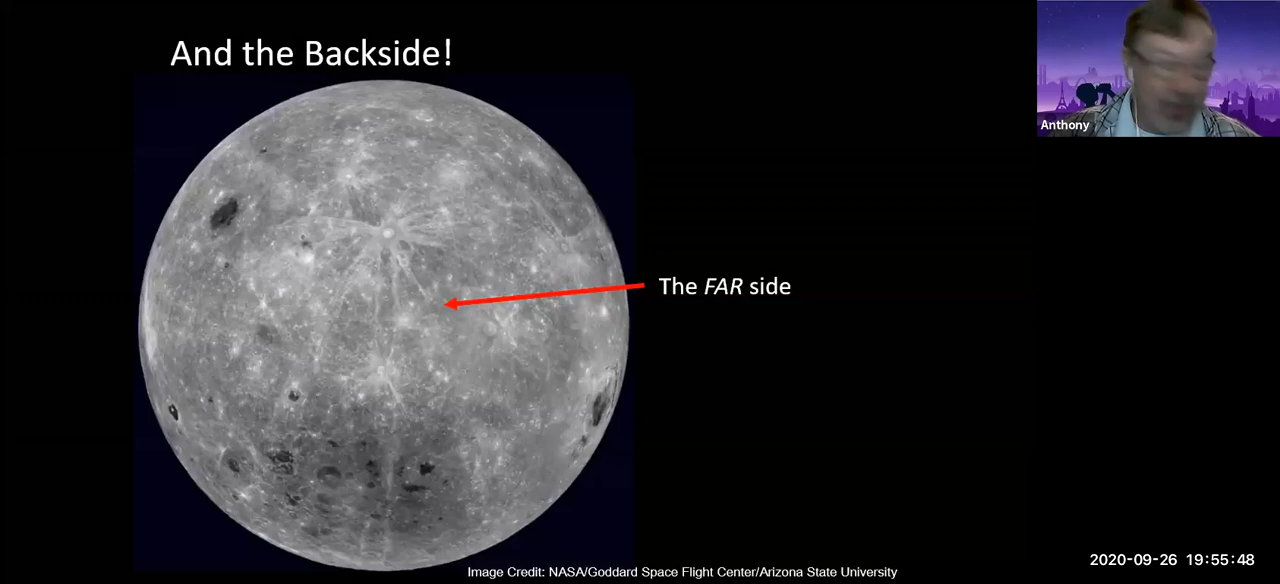 And the Backside!
Anthony
The FAR side
2020-09-26 19:55:48
Image Credit: NASA/Goddard Space Flight Center/Arizona State University